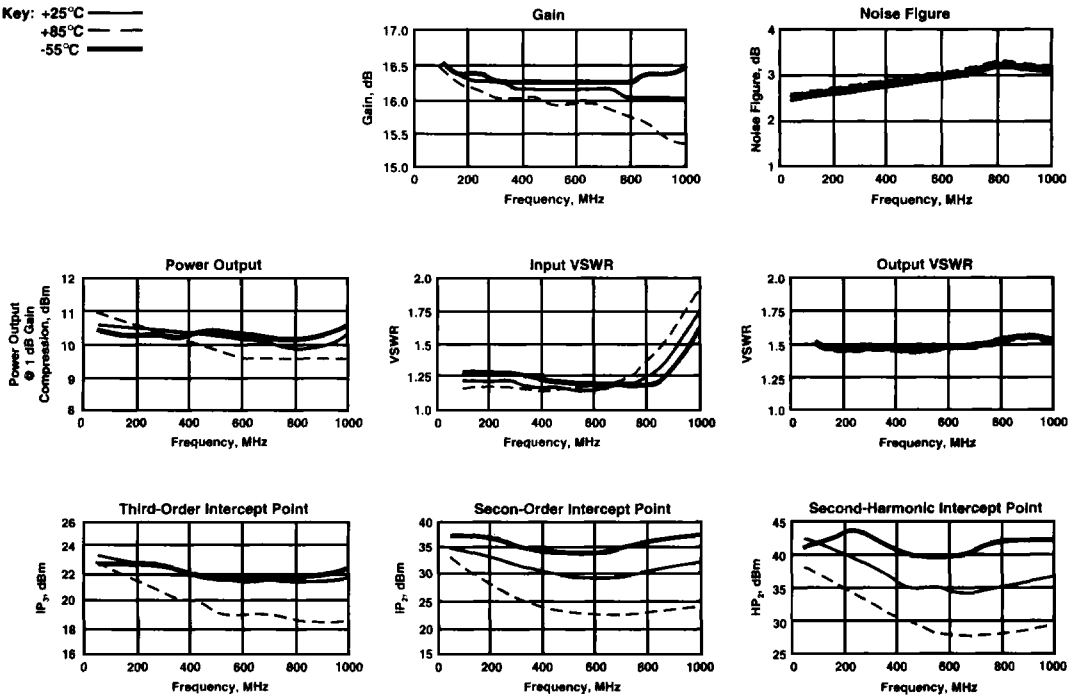 Key: +25°C
+85°C
-55°C
Gain
Gain, dB
17.0
16.5
16.0
15.5
15.0
0 200 400 600 800 1000
Frequency, MHz
Noise Figure
Noise Figure, dB
4
3
2
1
0 200 400 600 800 1000
Frequency, MHz
Power Output
Power Output
@ 1 dB Gain
Compression, dBm
12
11
10
9
8
0 200 400 600 800 1000
Frequency, MHz
Input VSWR
VSWR
2.0
1.75
1.5
1.25
1.0
0 200 400 600 800 1000
Frequency, MHz
Output VSWR
VSWR
2.0
1.75
1.5
1.25
1.0
0 200 400 600 800 1000
Frequency, MHz
Third-Order Intercept Point
IP3, dBm
26
24
22
20
18
16
0 200 400 600 800 1000
Frequency, MHz
Secon-Order Intercept Point
IP2, dBm
40
35
30
25
20
15
0 200 400 600 800 1000
Frequency, MHz
Second-Harmonic Intercept Point
HP2, dBm
45
40
35
30
25
0 200 400 600 800 1000
Frequency, MHz